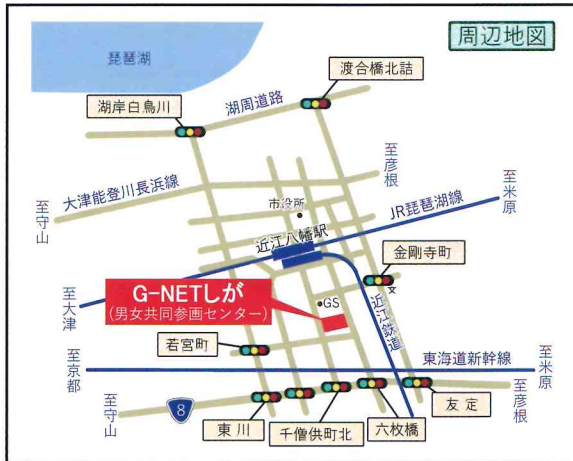 周辺地図
琵琶湖
渡合橋北詰
湖岸白鳥川
湖周道路
至彦根
大津能登川長浜線
至守山
市役所
JR琵琶湖線
至米原
近江八幡駅
金剛寺町
文
G-NETしが
(男女共同参画センター)
GS
至大津
近江鉄道
若宮町
東海道新幹線
至京都
至米原
8
至守山
東川
千僧供町北
六枚橋
友定
至彦根